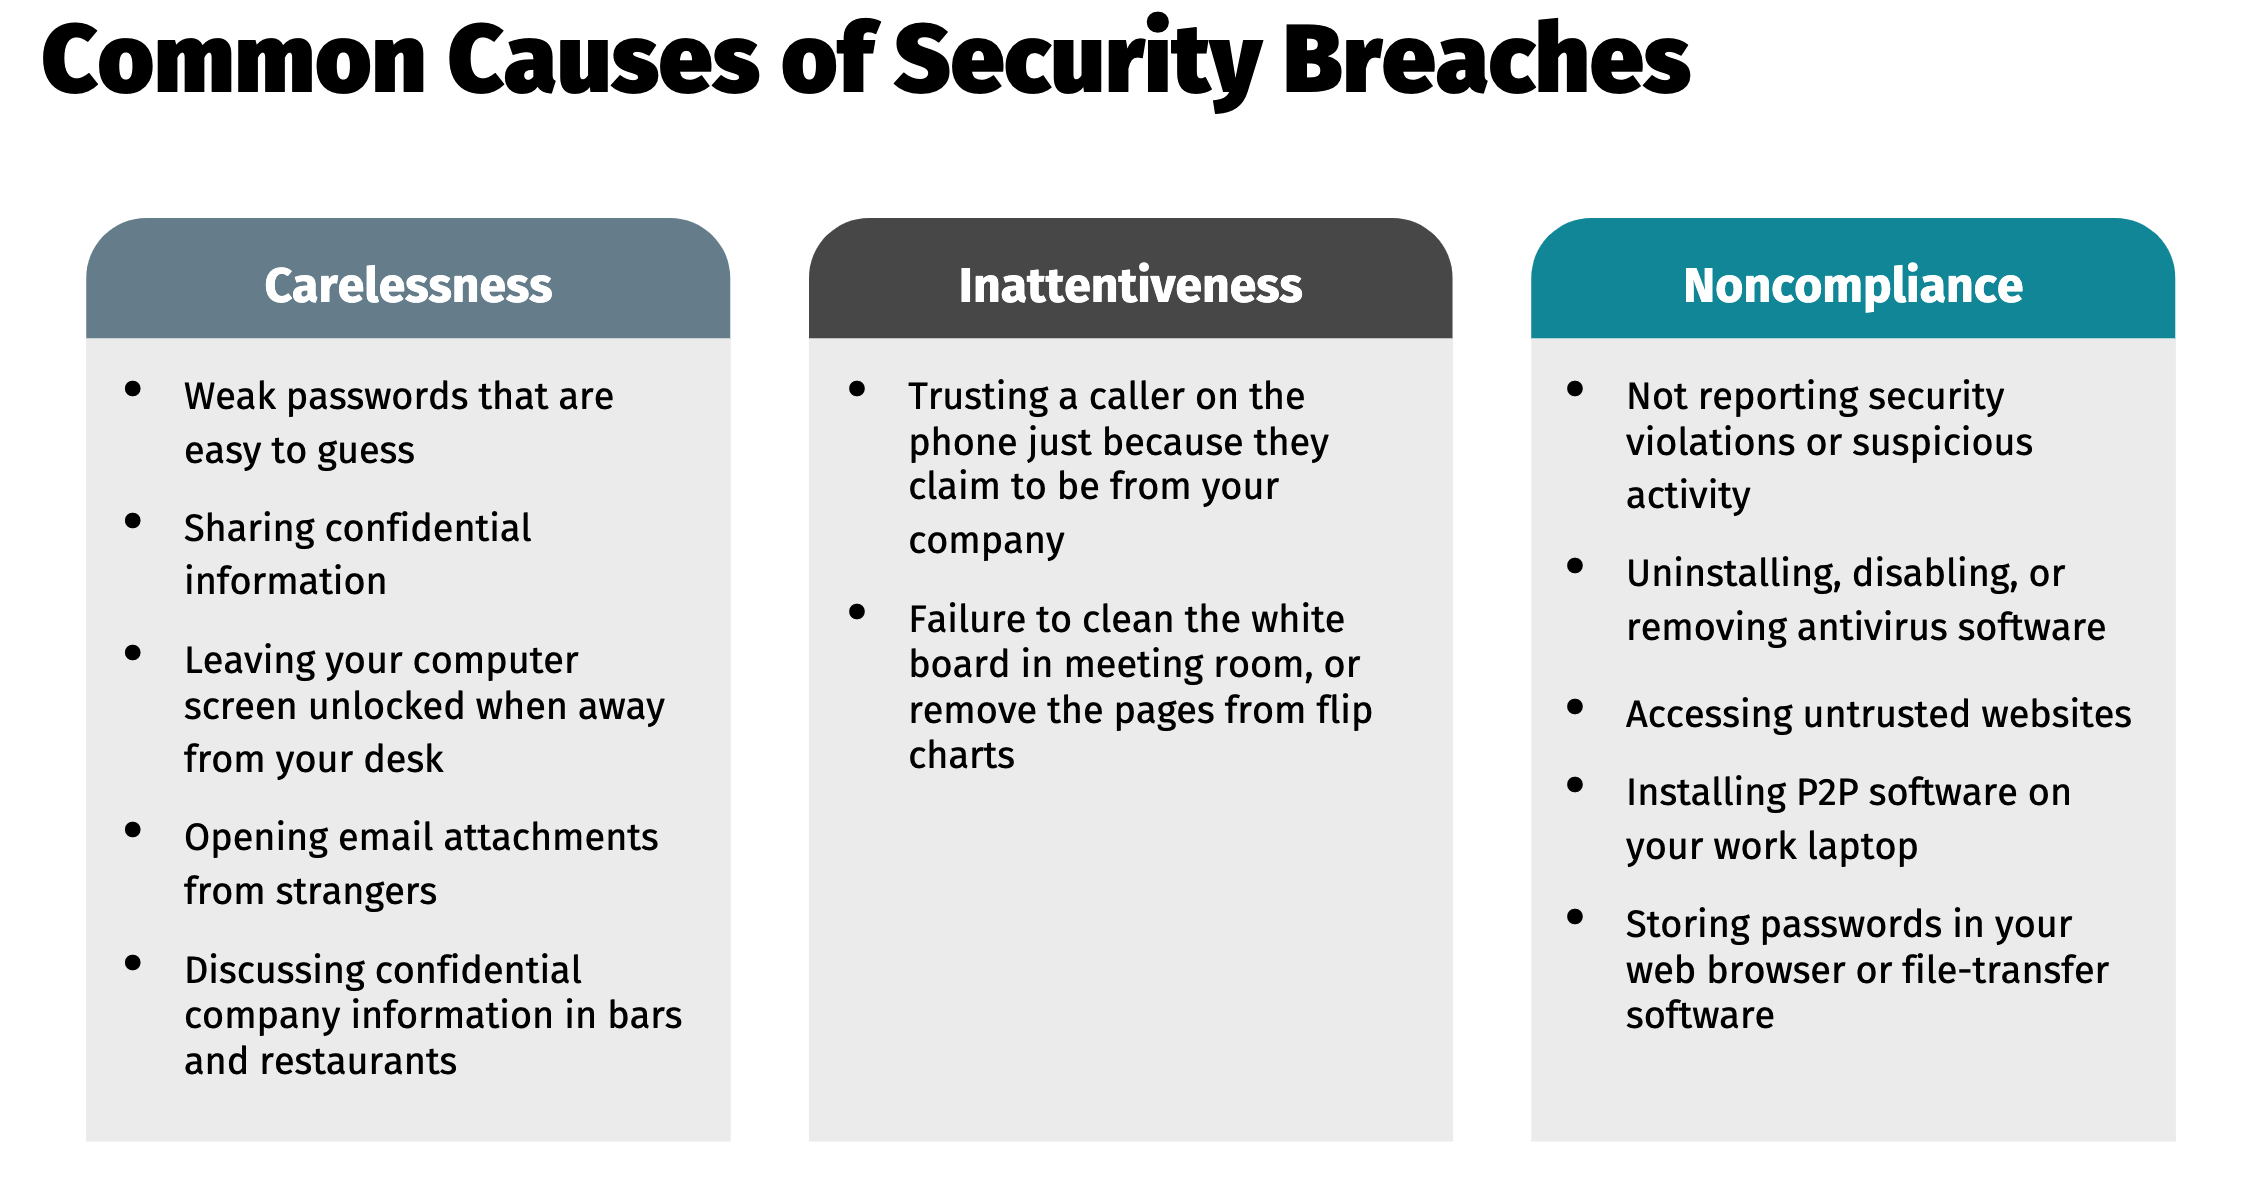 Common Causes of Security Breaches
Carelessness
• Weak passwords that are
easy to guess
• Sharing confidential
information
• Leaving your computer
screen unlocked when away
from your desk
• Opening email attachments
from strangers
• Discussing confidential
company information in bars
and restaurants
Inattentiveness
• Trusting a caller on the
phone just because they
claim to be from your
company
• Failure to clean the white
board in meeting room, or
remove the pages from flip
charts
Noncompliance
• Not reporting security
violations or suspicious
activity
• Uninstalling, disabling, or
removing antivirus software
• Accessing untrusted websites
• Installing P2P software on
your work laptop
• Storing passwords in your
web browser or file-transfer
software